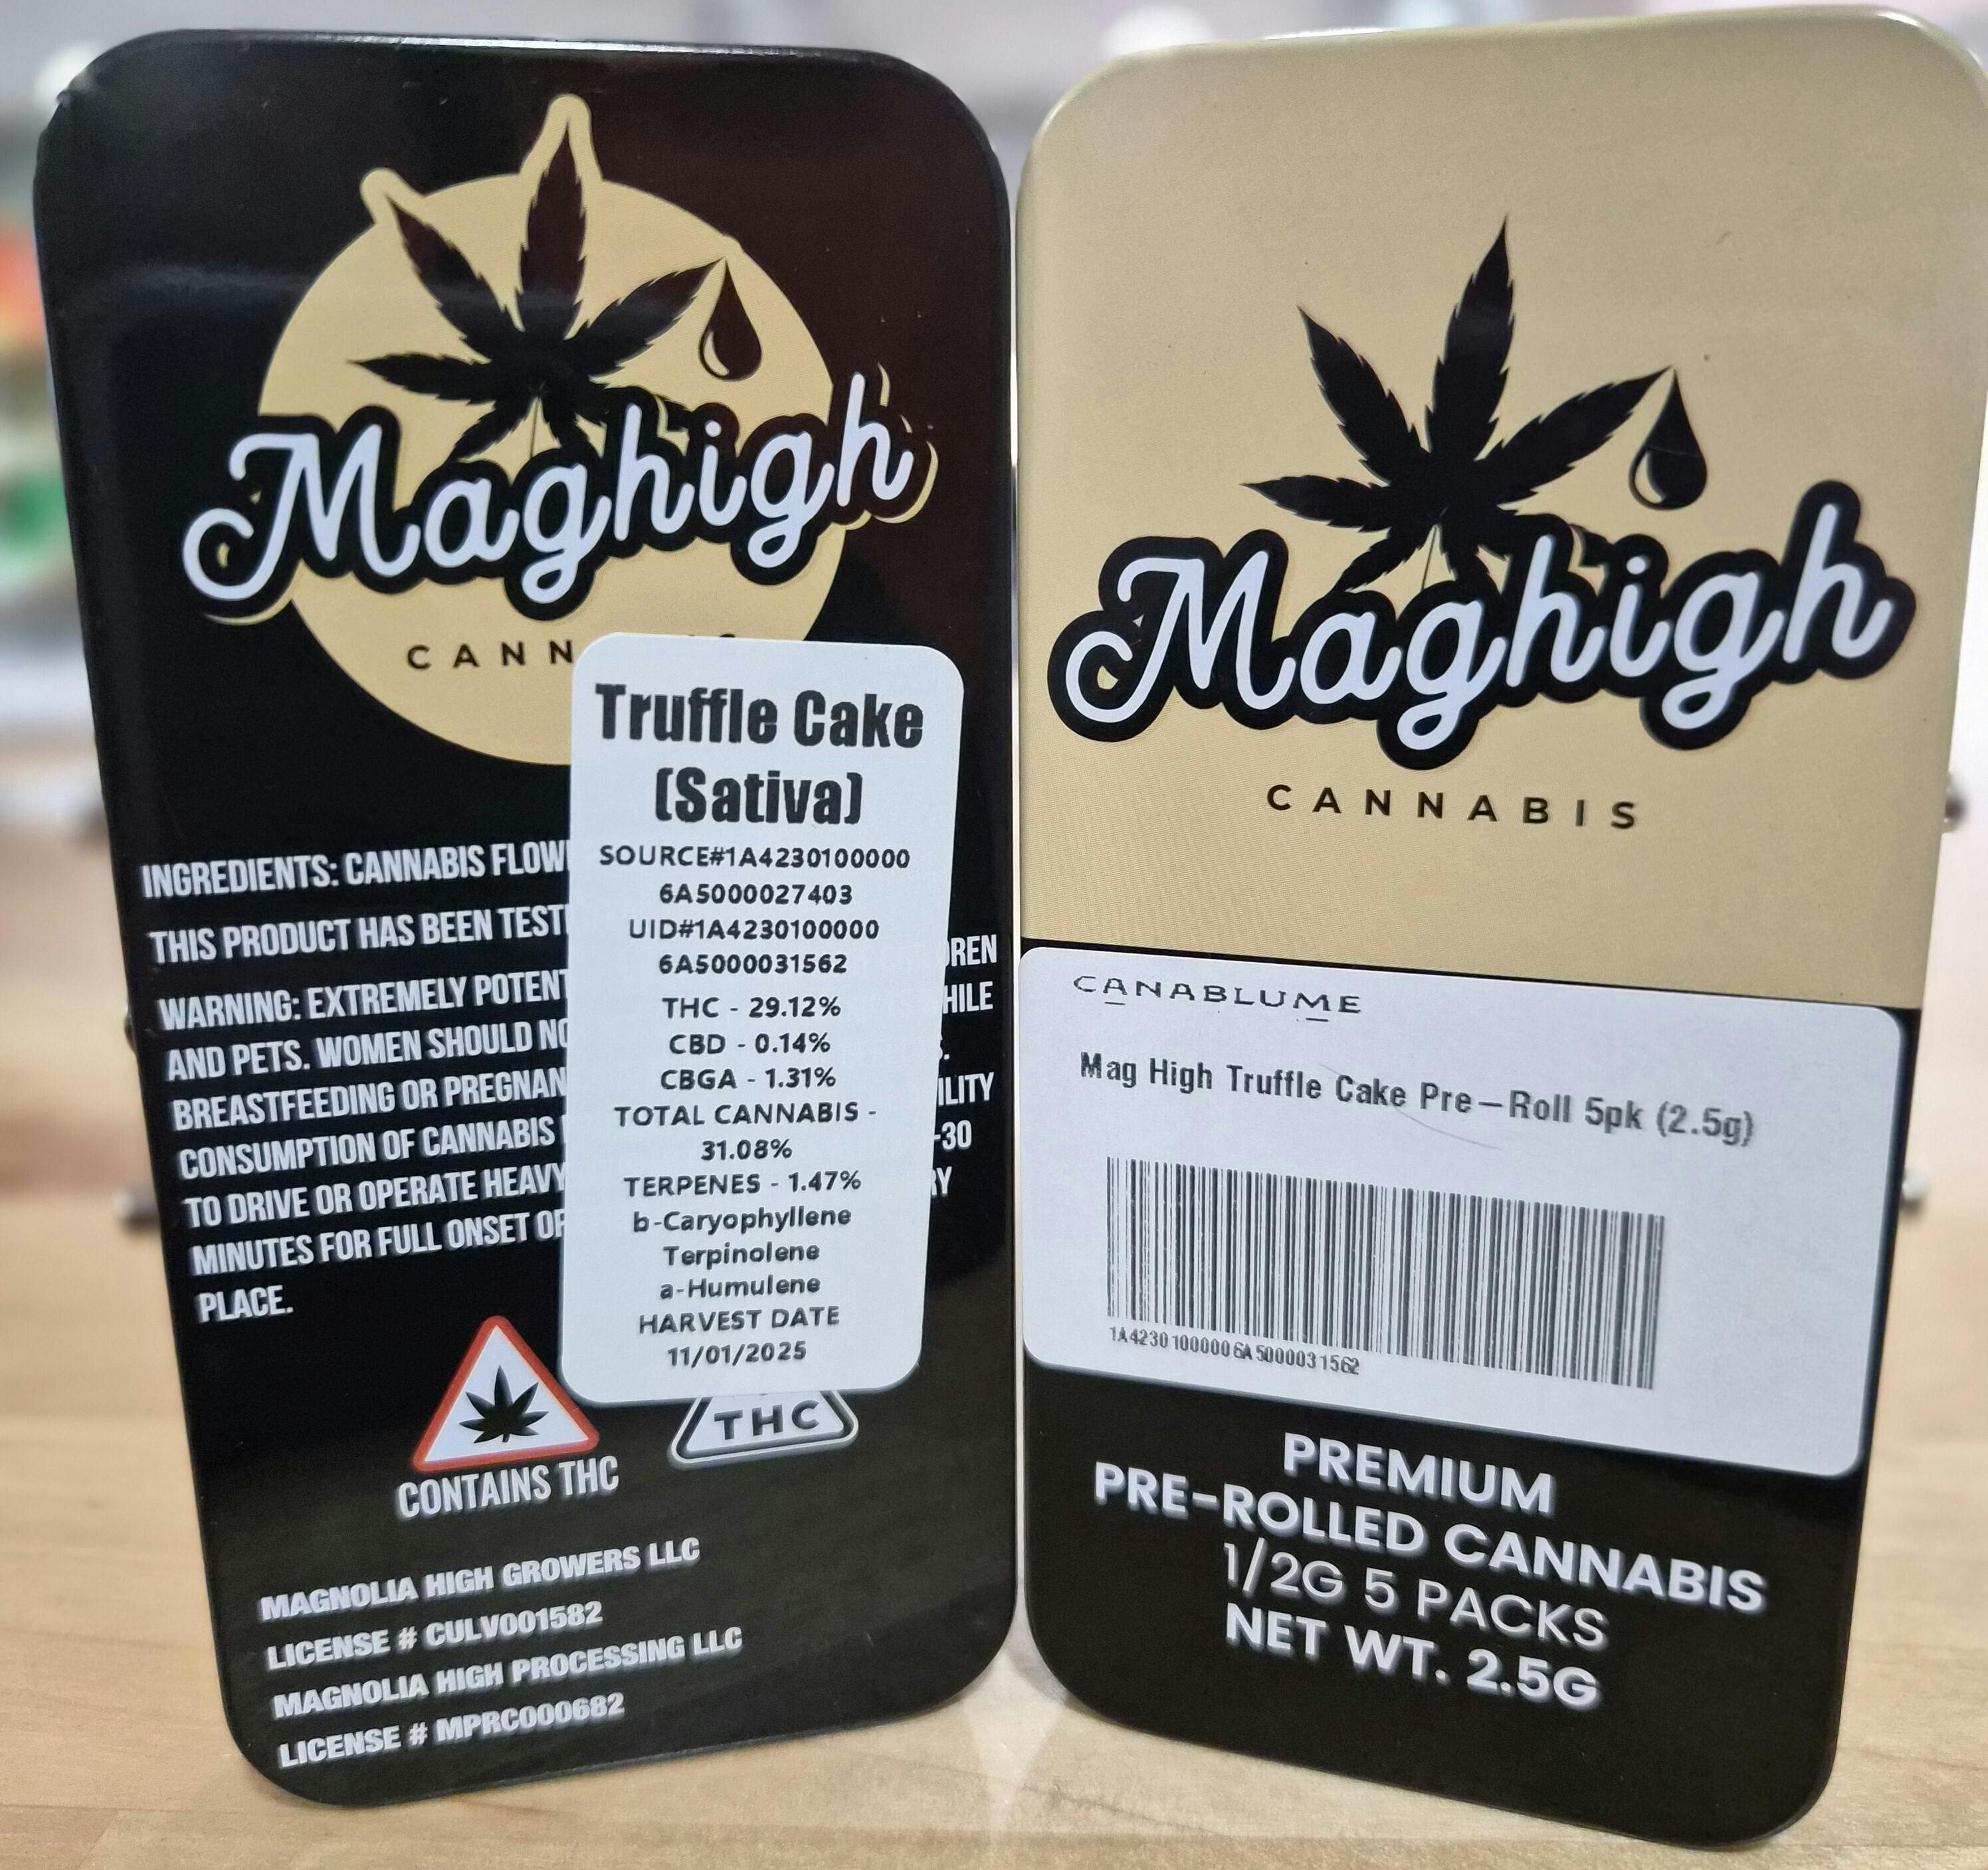 Maghigh
CANN
Truffle Cake
(Sativa)
SOURCE#1A4230100000
6A5000027403
UID#1A4230100000
6A5000031562
THC - 29.12%
CBD - 0.14%
CBGA - 1.31%
TOTAL CANNABIS -
31.08%
TERPENES - 1.47%
b-Caryophyllene
Terpinolene
a-Humulene
HARVEST DATE
11/01/2025
INGREDIENTS: CANNABIS FLOW
THIS PRODUCT HAS BEEN TEST
WARNING: EXTREMELY POTENT DREN
AND PETS. WOMEN SHOULD NO HILE
BREASTFEEDING OR PREGNAN
CONSUMPTION OF CANNABIS ILITY
TO DRIVE OR OPERATE HEAVY -30
MINUTES FOR FULL ONSET OF RY
PLACE.
THC
CONTAINS THC
MAGNOLIA HIGH GROWERS LLC
LICENSE # CULV001582
MAGNOLIA HIGH PROCESSING LLC
LICENSE # MPRC000682
Maghigh
CANNABIS
CANABLUME
Mag High Truffle Cake Pre-Roll 5pk (2.5g)
1A42301000006A5000031562
PREMIUM
PRE-ROLLED CANNABIS
1/2G 5 PACKS
NET WT. 2.5G